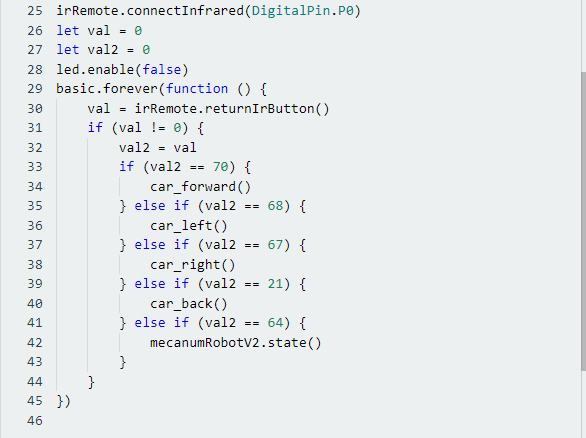 25 irRemote.connectInfrared(DigitalPin.P0)
26 let val = 0
27 let val2 = 0
28 led.enable(false)
29 basic.forever(function () {
30     val = irRemote.returnIrButton()
31     if (val != 0) {
32         val2 = val
33         if (val2 == 70) {
34             car_forward()
35         } else if (val2 == 68) {
36             car_left()
37         } else if (val2 == 67) {
38             car_right()
39         } else if (val2 == 21) {
40             car_back()
41         } else if (val2 == 64) {
42             mecanumRobotV2.state()
43         }
44     }
45 })
46